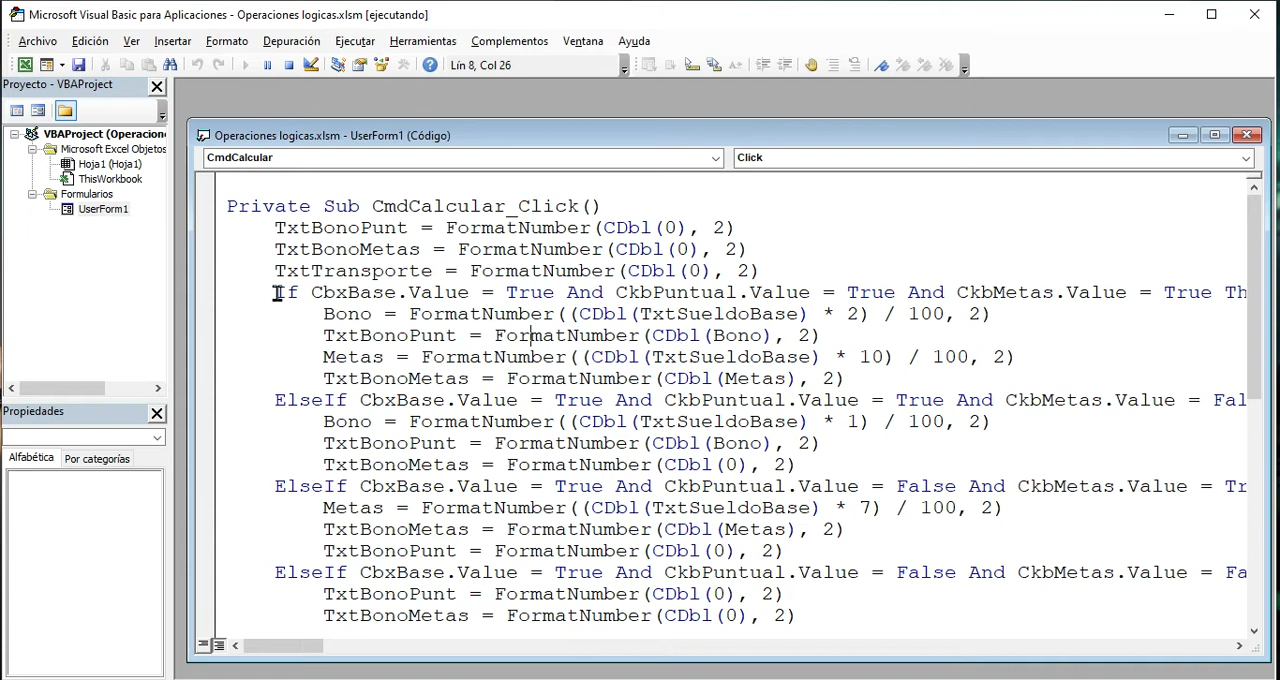 Microsoft Visual Basic para Aplicaciones - Operaciones logicas.xlsm [ejecutando]
Archivo Edición Ver Insertar Formato Depuración Ejecutar Herramientas Complementos Ventana Ayuda
Lín 8, Col 26
Proyecto - VBAProject
VBAProject (Operacion
Microsoft Excel Objetos
Hoja1 (Hoja1)
ThisWorkbook
Formularios
UserForm1
Propiedades
Alfabética Por categorías
Operaciones logicas.xlsm - UserForm1 (Código)
CmdCalcular Click
Private Sub CmdCalcular_Click()
TxtBonoPunt = FormatNumber(CDbl(0), 2)
TxtBonoMetas = FormatNumber(CDbl(0), 2)
TxtTransporte = FormatNumber(CDbl(0), 2)
If CbxBase.Value = True And CkbPuntual.Value = True And CkbMetas.Value = True Th
Bono = FormatNumber((CDbl(TxtSueldoBase) * 2) / 100, 2)
TxtBonoPunt = FormatNumber(CDbl(Bono), 2)
Metas = FormatNumber((CDbl(TxtSueldoBase) * 10) / 100, 2)
TxtBonoMetas = FormatNumber(CDbl(Metas), 2)
ElseIf CbxBase.Value = True And CkbPuntual.Value = True And CkbMetas.Value = Fal
Bono = FormatNumber((CDbl(TxtSueldoBase) * 1) / 100, 2)
TxtBonoPunt = FormatNumber(CDbl(Bono), 2)
TxtBonoMetas = FormatNumber(CDbl(0), 2)
ElseIf CbxBase.Value = True And CkbPuntual.Value = False And CkbMetas.Value = Tr
Metas = FormatNumber((CDbl(TxtSueldoBase) * 7) / 100, 2)
TxtBonoMetas = FormatNumber(CDbl(Metas), 2)
TxtBonoPunt = FormatNumber(CDbl(0), 2)
ElseIf CbxBase.Value = True And CkbPuntual.Value = False And CkbMetas.Value = Fa
TxtBonoPunt = FormatNumber(CDbl(0), 2)
TxtBonoMetas = FormatNumber(CDbl(0), 2)